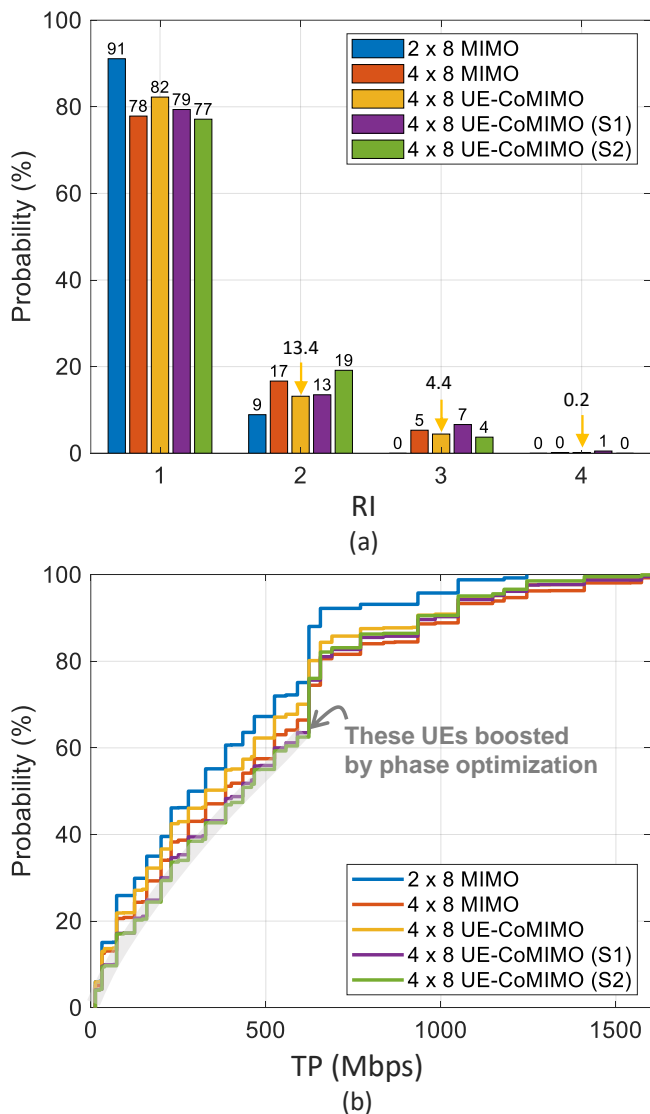 100
80
60
40
20
0
Probability (%)
91
78
82
79
77
9
17
13.4
13
19
0
5
4.4
7
4
0
0
0.2
1
0
2 x 8 MIMO
4 x 8 MIMO
4 x 8 UE-CoMIMO
4 x 8 UE-CoMIMO (S1)
4 x 8 UE-CoMIMO (S2)
1
2
3
4
RI
(a)
100
80
60
40
20
0
Probability (%)
These UEs boosted
by phase optimization
2 x 8 MIMO
4 x 8 MIMO
4 x 8 UE-CoMIMO
4 x 8 UE-CoMIMO (S1)
4 x 8 UE-CoMIMO (S2)
0
500
1000
1500
TP (Mbps)
(b)